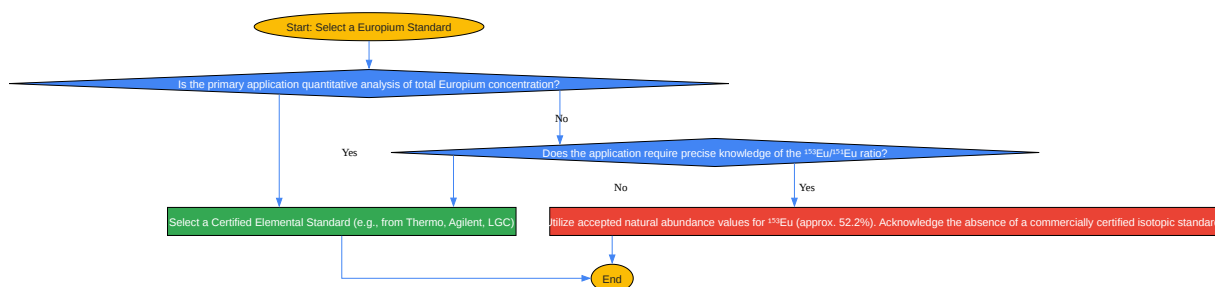 Start: Select a Europium Standard
Is the primary application quantitative analysis of total Europium concentration?
No
Yes
Does the application require precise knowledge of the ¹⁵³Eu/¹⁵¹Eu ratio?
No
Yes
Select a Certified Elemental Standard (e.g., from Thermo, Agilent, LGC)
Utilize accepted natural abundance values for ¹⁵³Eu (approx. 52.2%). Acknowledge the absence of a commercially certified isotopic standard
End